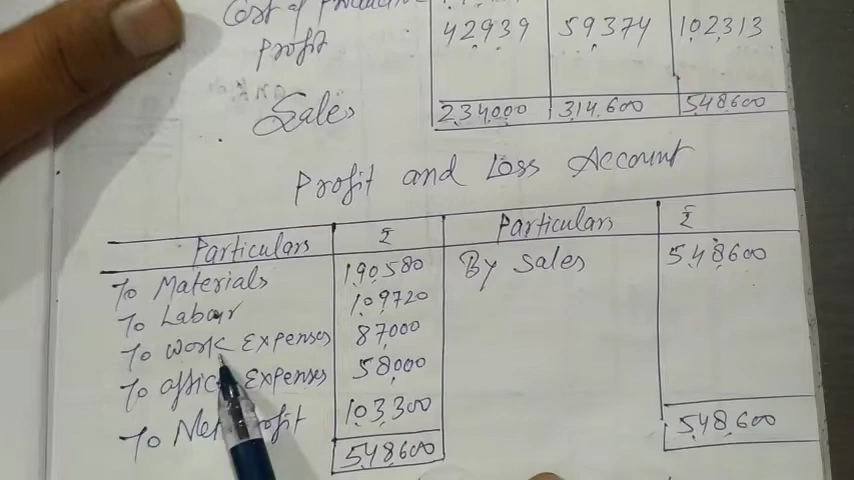 Cost of
Profit 42939 59374 102313
Sales 234000 314600 548600
Profit and Loss Account
Particulars ₹ Particulars ₹
To Materials 190580 By Sales 548600
To Labour 109720
To Work Expenses 87000
To Office Expenses 58000
To Net Profit 103300
548600 548600